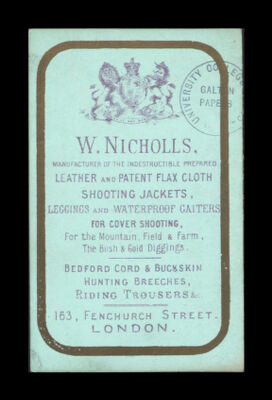 UNIVERSITY COLLEGE
GALTON
PAPERS
W. NICHOLLS,
MANUFACTURER OF THE INDESTRUCTIBLE PREPARED
LEATHER AND PATENT FLAX CLOTH
SHOOTING JACKETS,
LEGGINGS AND WATERPROOF GAITERS
FOR COVER SHOOTING,
For the Mountain, Field & Farm,
The Bush & Gold Diggings.
BEDFORD CORD & BUCKSKIN
HUNTING BREECHES,
RIDING TROUSERS &c.
163, FENCHURCH STREET.
LONDON.